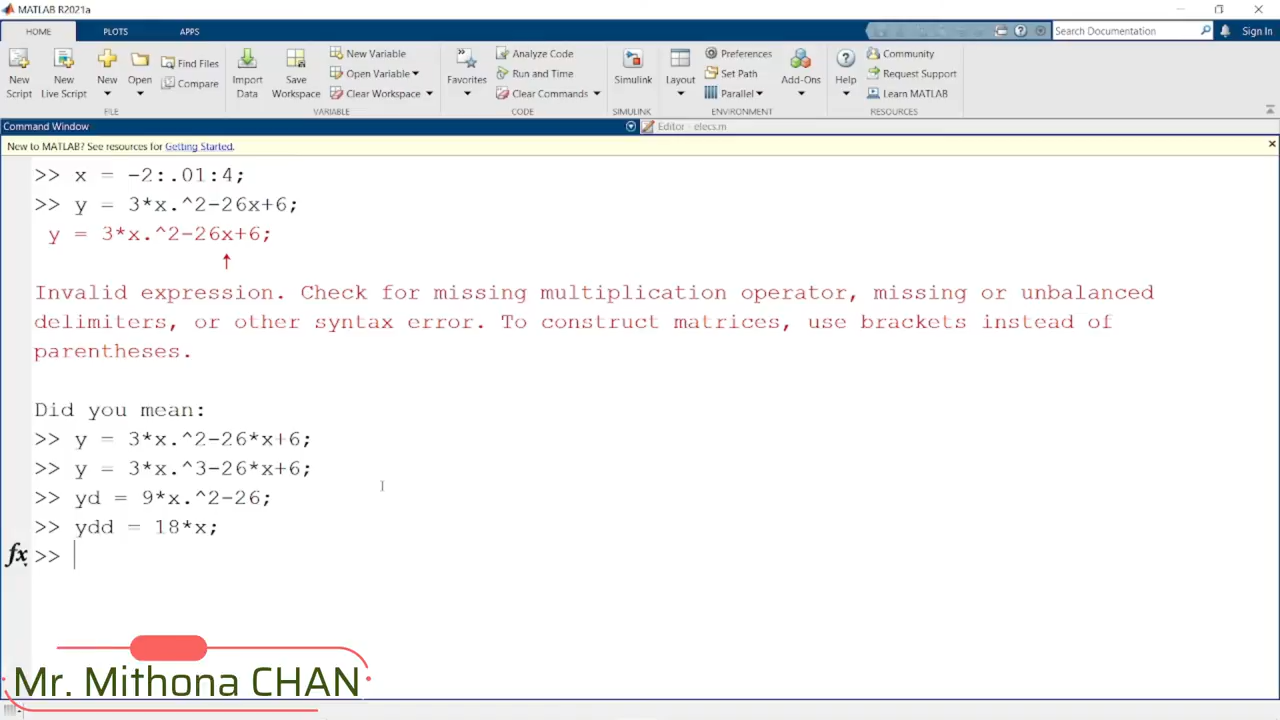 MATLAB R2021a
HOME PLOTS APPS
Search Documentation Sign In
New Script
New Live Script
New
Open
Find Files
Compare
FILE
Import Data
Save Workspace
New Variable
Open Variable
Clear Workspace
VARIABLE
Favorites
Analyze Code
Run and Time
Clear Commands
CODE
Simulink
SIMULINK
Layout
Preferences
Set Path
Parallel
Add-Ons
ENVIRONMENT
Help
Community
Request Support
Learn MATLAB
RESOURCES
Command Window
Editor - elecs.m
New to MATLAB? See resources for Getting Started.
>> x = -2:.01:4;
>> y = 3*x.^2-26x+6;
y = 3*x.^2-26x+6;
↑
Invalid expression. Check for missing multiplication operator, missing or unbalanced
delimiters, or other syntax error. To construct matrices, use brackets instead of
parentheses.
Did you mean:
>> y = 3*x.^2-26*x+6;
>> y = 3*x.^3-26*x+6;
>> yd = 9*x.^2-26;
>> ydd = 18*x;
fx >>
Mr. Mithona CHAN